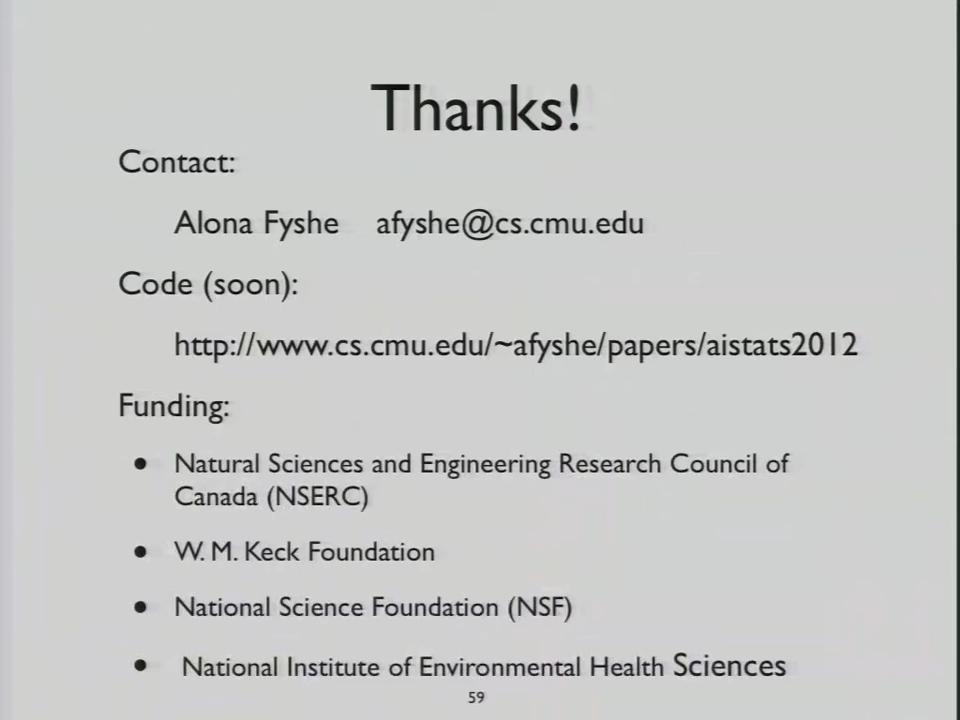 Thanks!
Contact:
Alona Fyshe afyshe@cs.cmu.edu
Code (soon):
http://www.cs.cmu.edu/~afyshe/papers/aistats2012
Funding:
• Natural Sciences and Engineering Research Council of
Canada (NSERC)
• W. M. Keck Foundation
• National Science Foundation (NSF)
• National Institute of Environmental Health Sciences
59